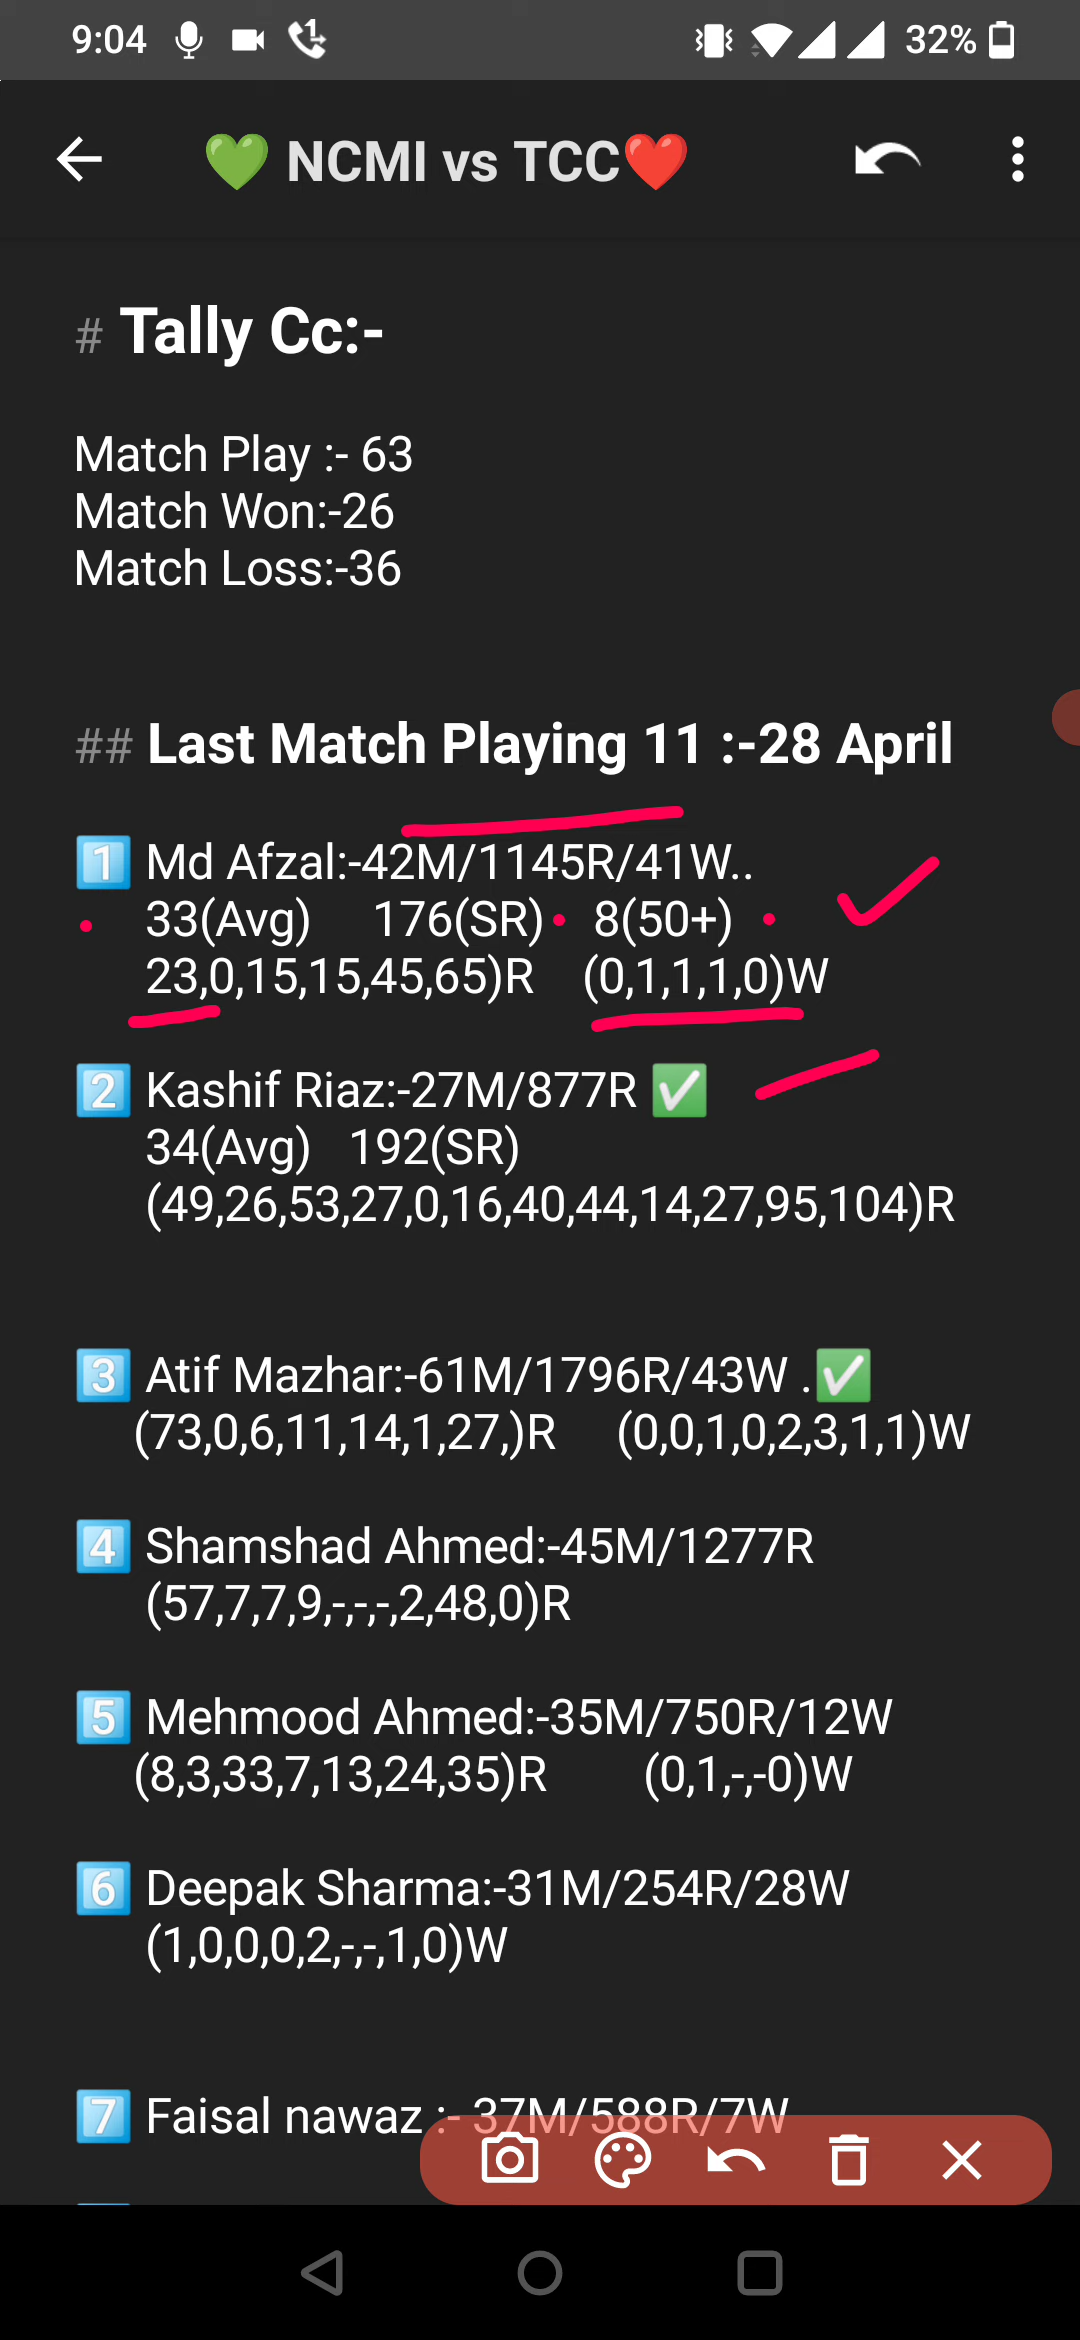 9:04 32%
💚 NCMI vs TCC❤️
# Tally Cc:-
Match Play :- 63
Match Won:-26
Match Loss:-36
## Last Match Playing 11 :-28 April
1️⃣ Md Afzal:-42M/1145R/41W..
33(Avg) 176(SR) 8(50+)
23,0,15,15,45,65)R (0,1,1,1,0)W
2️⃣ Kashif Riaz:-27M/877R ✅
34(Avg) 192(SR)
(49,26,53,27,0,16,40,44,14,27,95,104)R
3️⃣ Atif Mazhar:-61M/1796R/43W .✅
(73,0,6,11,14,1,27,)R (0,0,1,0,2,3,1,1)W
4️⃣ Shamshad Ahmed:-45M/1277R
(57,7,7,9,-,-,-,2,48,0)R
5️⃣ Mehmood Ahmed:-35M/750R/12W
(8,3,33,7,13,24,35)R (0,1,-,-0)W
6️⃣ Deepak Sharma:-31M/254R/28W
(1,0,0,0,2,-,-,1,0)W
7️⃣ Faisal nawaz :- 37M/588R/7W